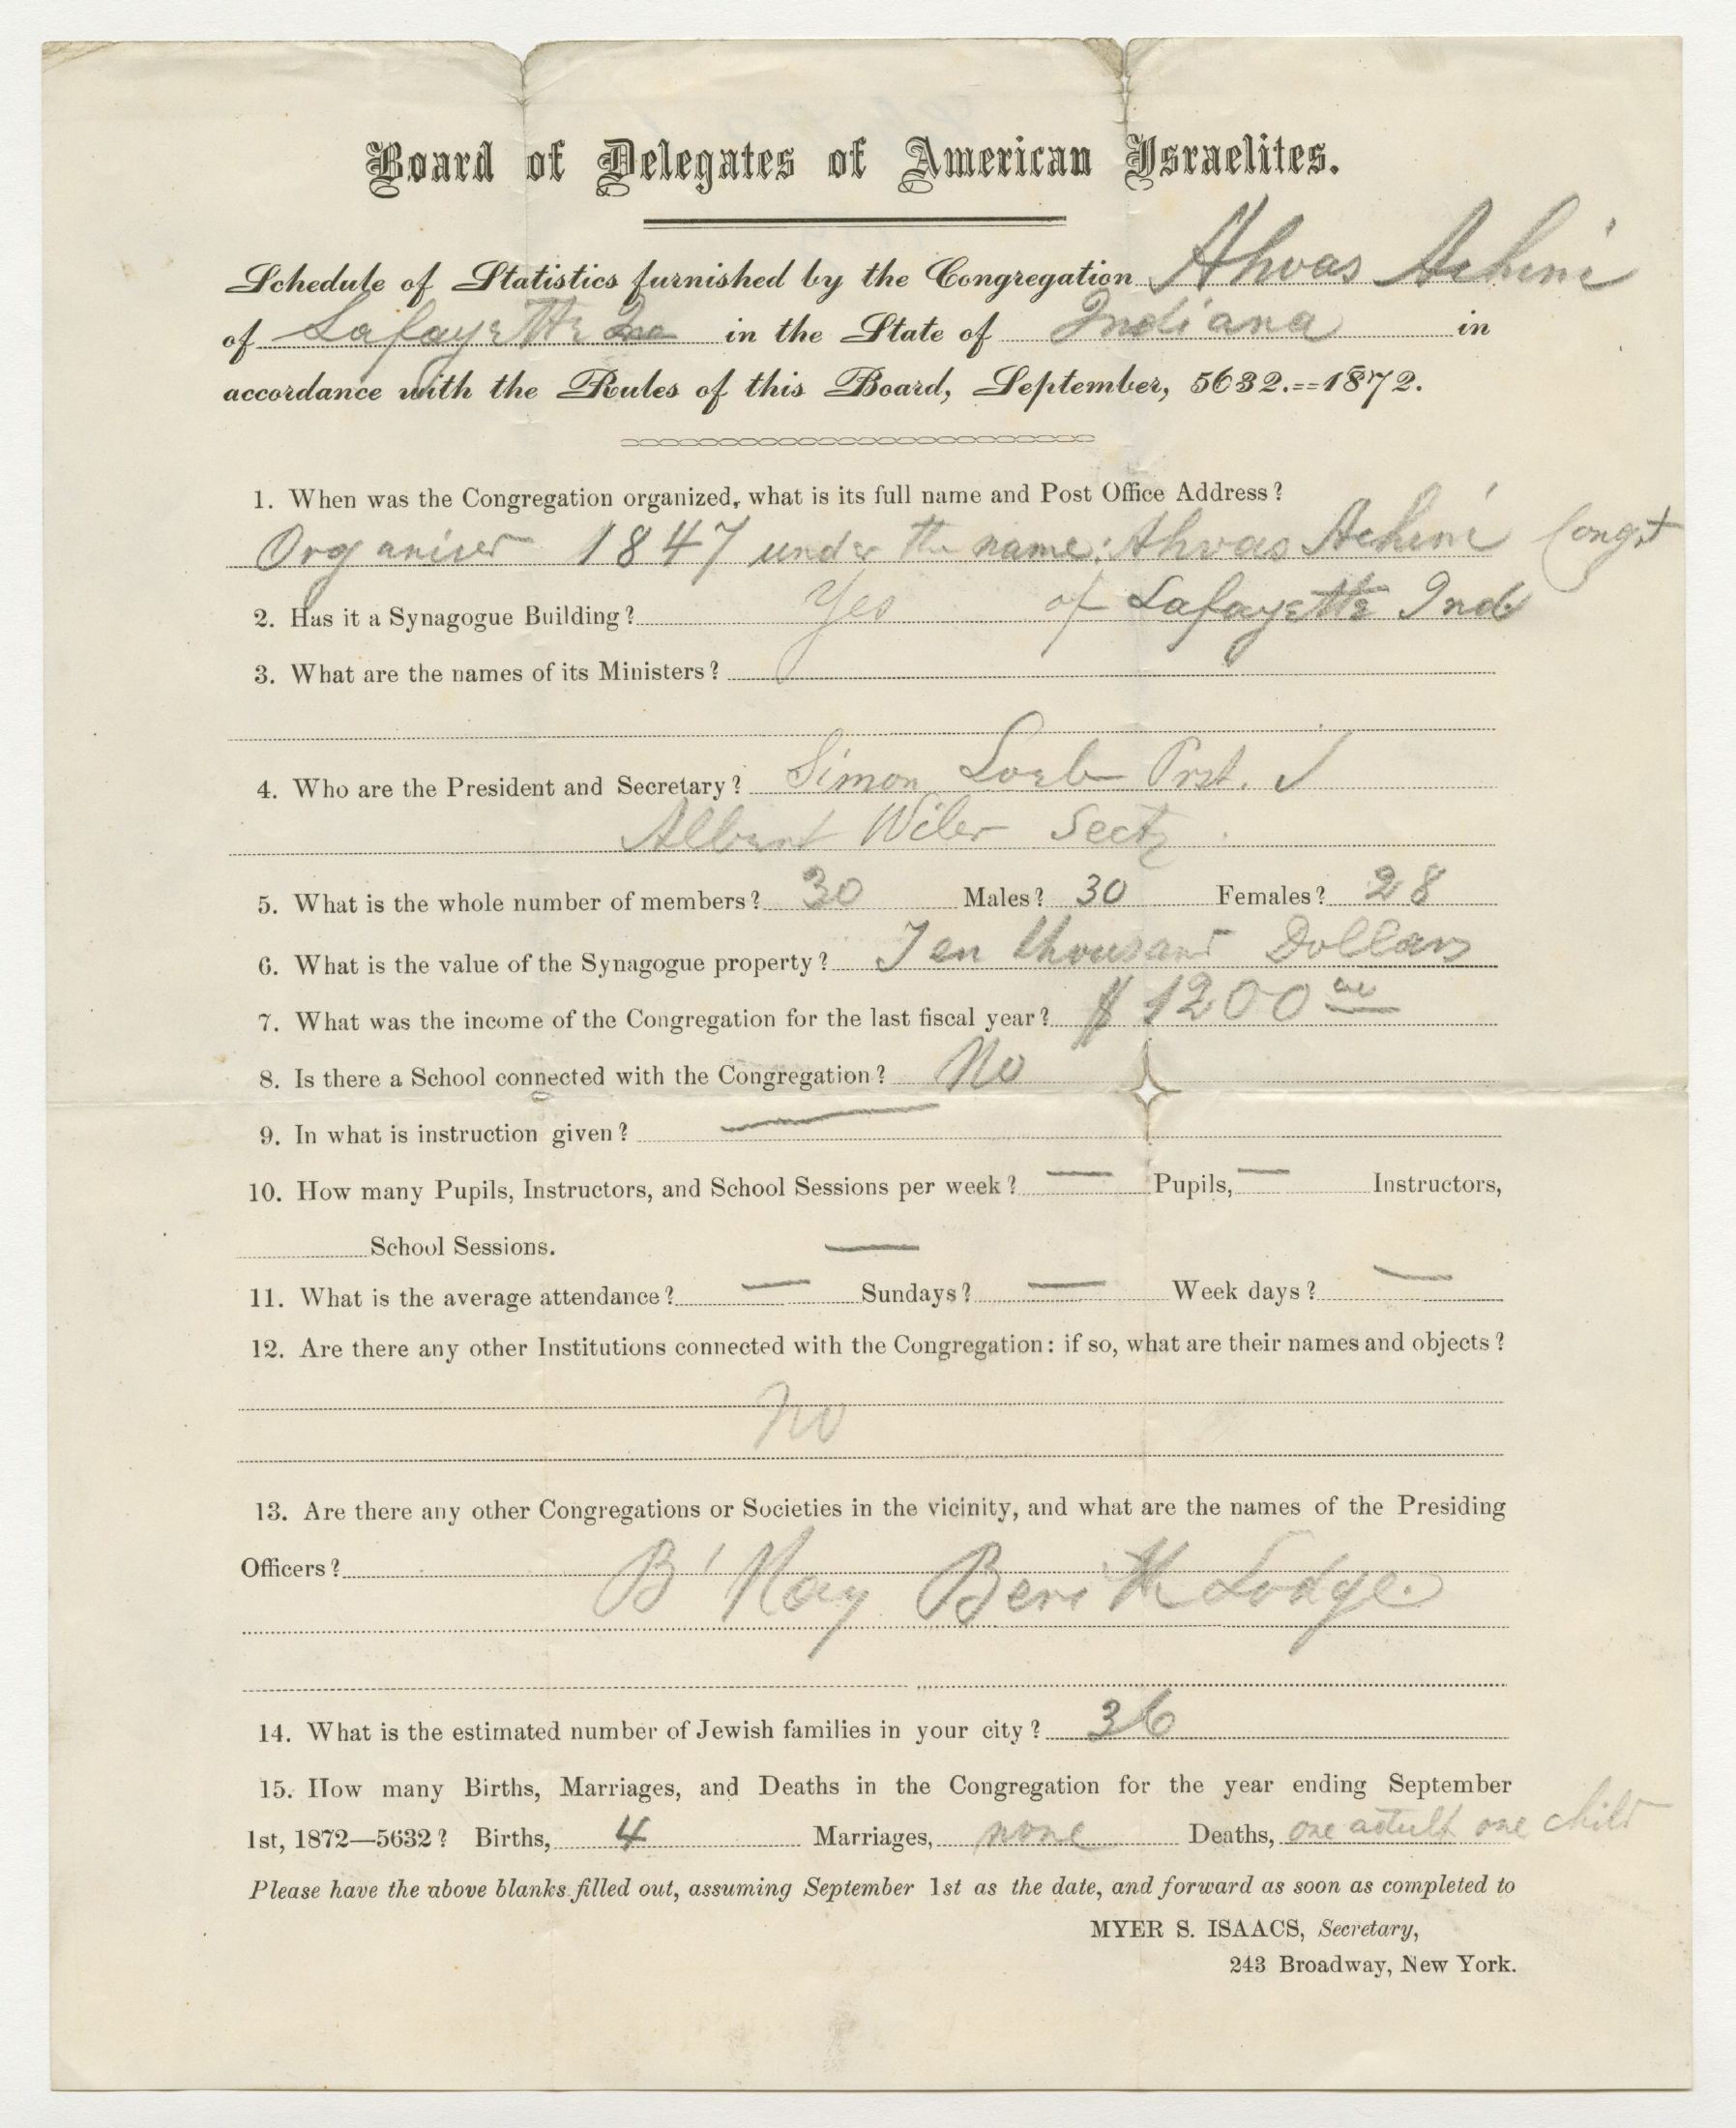 Board of Delegates of American Israelites.
Schedule of Statistics furnished by the Congregation Ahvas Achim
of Lafayette Ind in the State of Indiana in
accordance with the Rules of this Board, September, 5632.==1872.
1. When was the Congregation organized, what is its full name and Post Office Address?
Organised 1847 under the name: Ahvas Achim Congt
2. Has it a Synagogue Building? Yes of Lafayette Ind
3. What are the names of its Ministers?
4. Who are the President and Secretary? Simon Loeb Prst. ✓
Albert Wiler Secty
5. What is the whole number of members? 30 Males? 30 Females? 28
6. What is the value of the Synagogue property? Ten thousand Dollars
7. What was the income of the Congregation for the last fiscal year? $ 1200 00
8. Is there a School connected with the Congregation? No
9. In what is instruction given? —
10. How many Pupils, Instructors, and School Sessions per week? — Pupils, — Instructors,
School Sessions. —
11. What is the average attendance? — Sundays? — Week days? —
12. Are there any other Institutions connected with the Congregation: if so, what are their names and objects?
No
13. Are there any other Congregations or Societies in the vicinity, and what are the names of the Presiding
Officers? B'Nay Berith Lodge.
14. What is the estimated number of Jewish families in your city? 36
15. How many Births, Marriages, and Deaths in the Congregation for the year ending September
1st, 1872—5632? Births, 4 Marriages, none Deaths, one adult one child
Please have the above blanks filled out, assuming September 1st as the date, and forward as soon as completed to
MYER S. ISAACS, Secretary,
243 Broadway, New York.